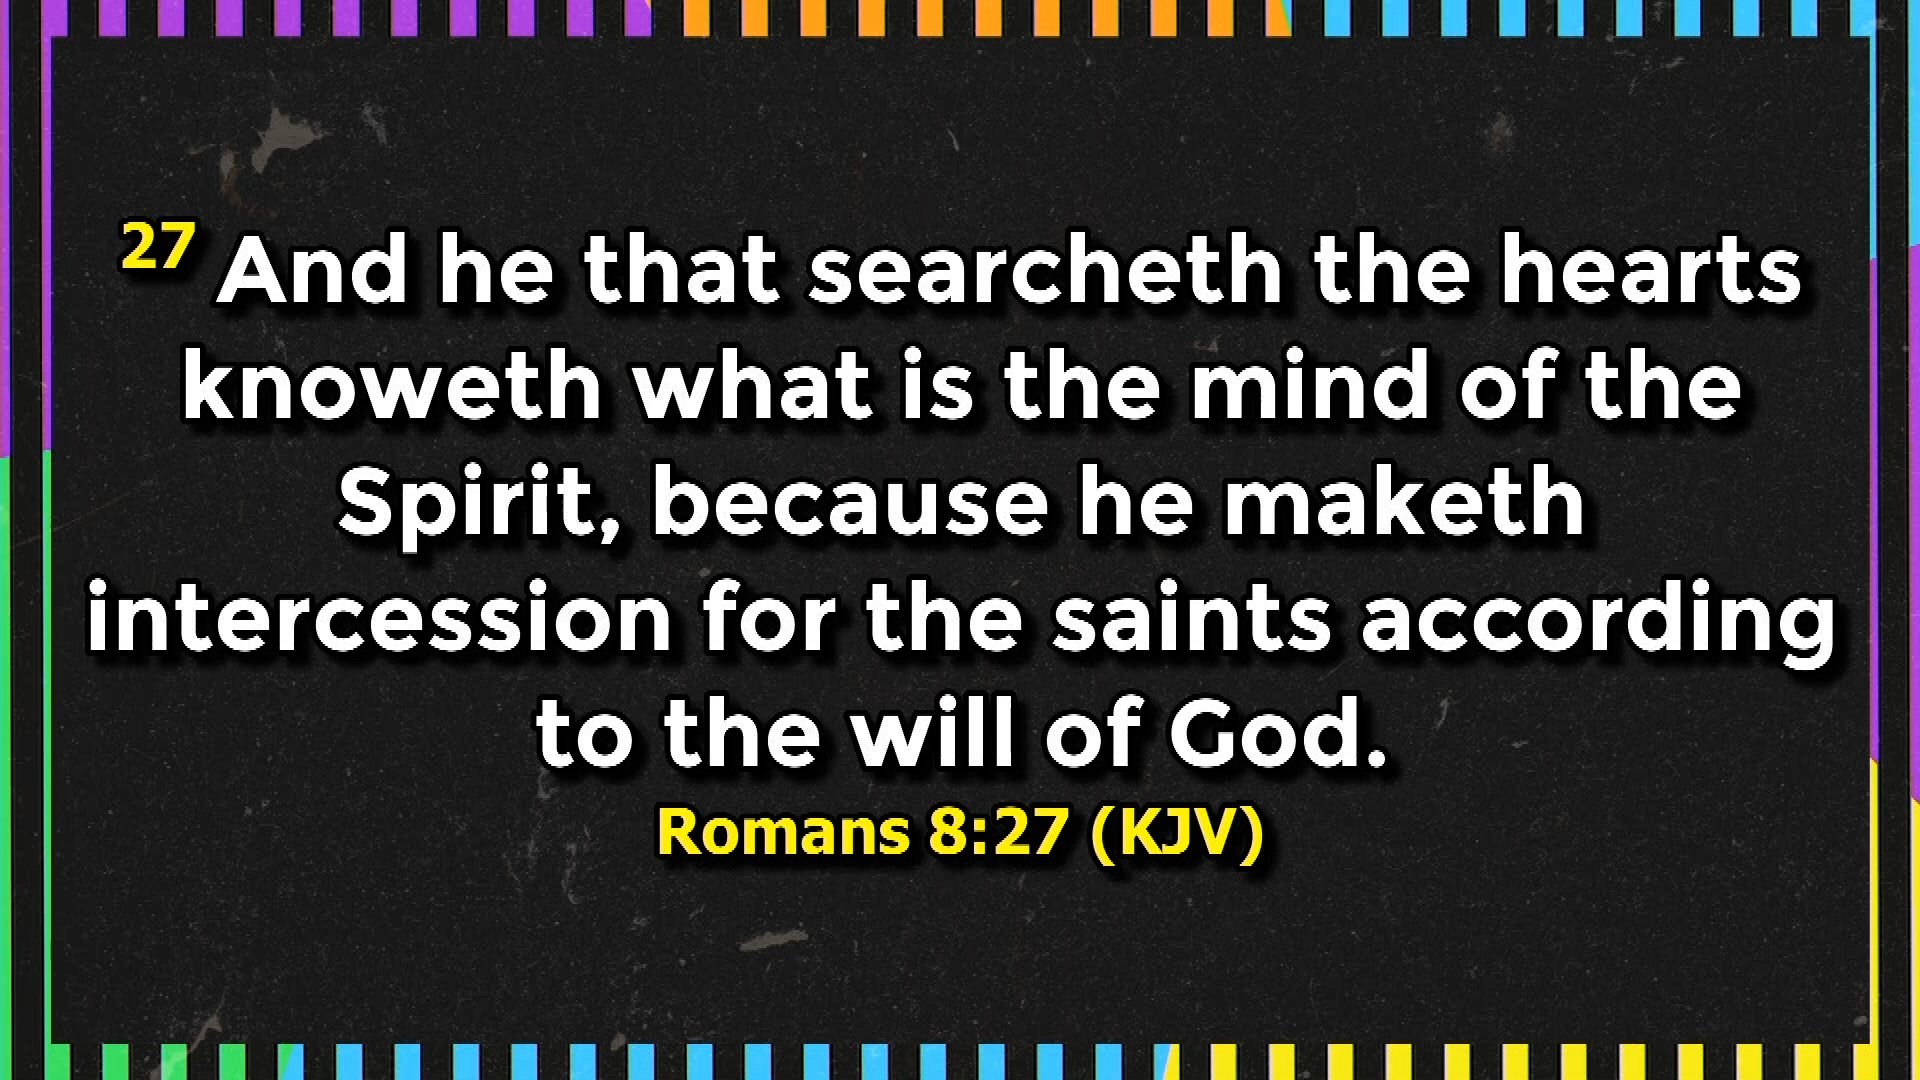 27 And he that searcheth the hearts
knoweth what is the mind of the
Spirit, because he maketh
intercession for the saints according
to the will of God.
Romans 8:27 (KJV)